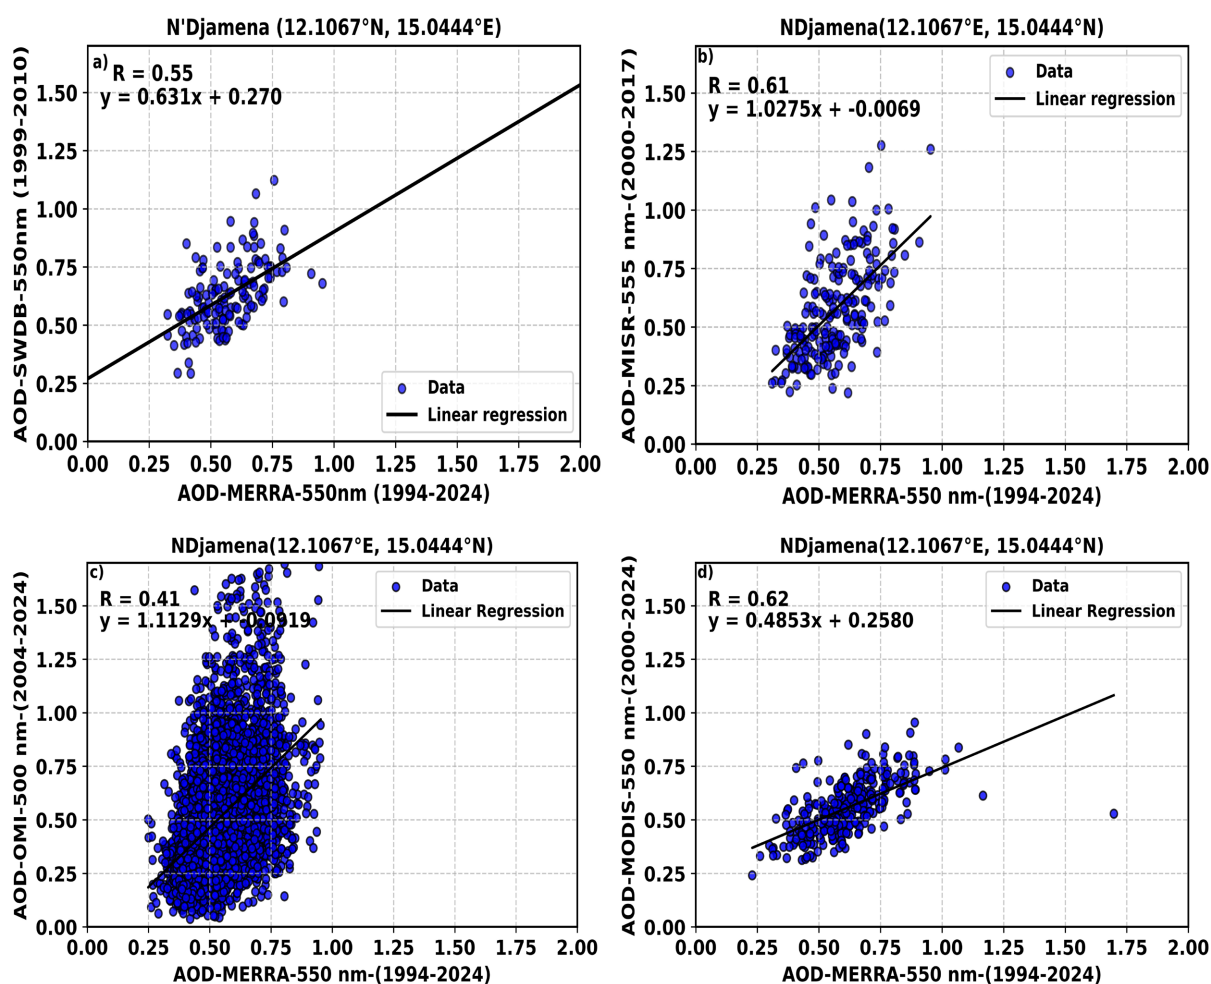 N'Djamena (12.1067°N, 15.0444°E)
a)
R = 0.55
y = 0.631x + 0.270
AOD-SWDB-550nm (1999-2010)
1.50
1.25
1.00
0.75
0.50
0.25
0.00
Data
Linear regression
0.00 0.25 0.50 0.75 1.00 1.25 1.50 1.75 2.00
AOD-MERRA-550nm (1994-2024)
NDjamena(12.1067°E, 15.0444°N)
b)
R = 0.61
y = 1.0275x + -0.0069
Data
Linear regression
AOD-MISR-555 nm-(2000-2017)
1.50
1.25
1.00
0.75
0.50
0.25
0.00
0.00 0.25 0.50 0.75 1.00 1.25 1.50 1.75 2.00
AOD-MERRA-550 nm-(1994-2024)
NDjamena(12.1067°E, 15.0444°N)
c)
R = 0.41
y = 1.1129x + -0.0919
Data
Linear Regression
AOD-OMI-500 nm-(2004-2024)
1.50
1.25
1.00
0.75
0.50
0.25
0.00
0.00 0.25 0.50 0.75 1.00 1.25 1.50 1.75 2.00
AOD-MERRA-550 nm-(1994-2024)
NDjamena(12.1067°E, 15.0444°N)
d)
R = 0.62
y = 0.4853x + 0.2580
Data
Linear Regression
AOD-MODIS-550 nm-(2000-2024)
1.50
1.25
1.00
0.75
0.50
0.25
0.00
0.00 0.25 0.50 0.75 1.00 1.25 1.50 1.75 2.00
AOD-MERRA-550 nm-(1994-2024)